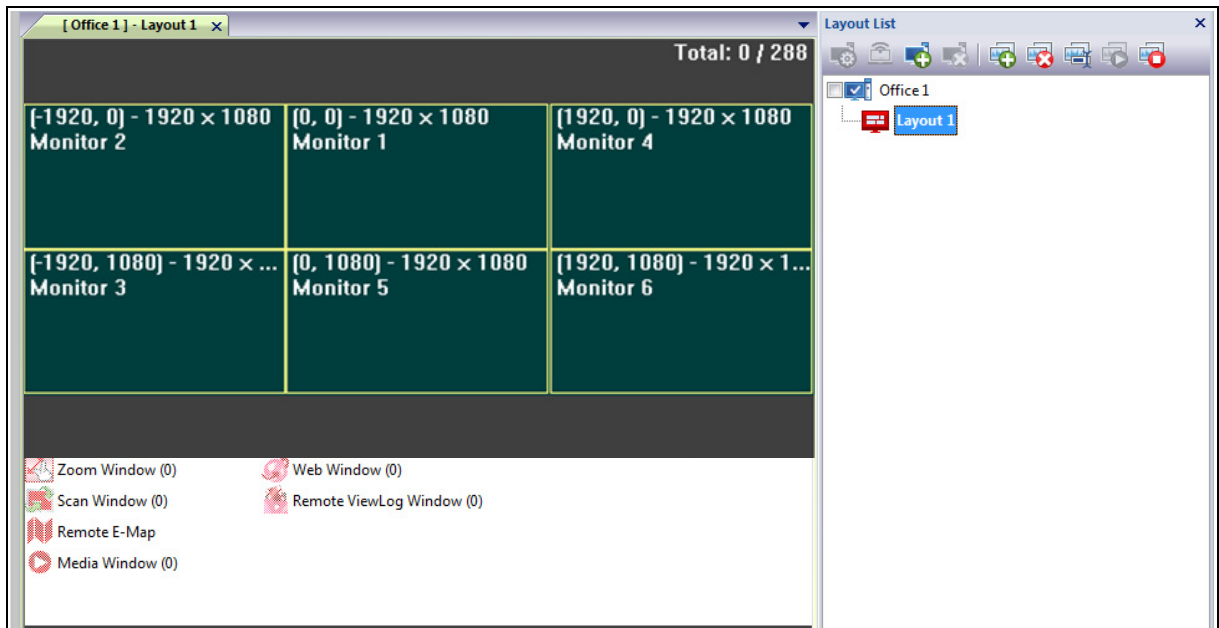 [ Office 1 ] - Layout 1
Total: 0 / 288
(-1920, 0) - 1920 × 1080
Monitor 2
(0, 0) - 1920 × 1080
Monitor 1
(1920, 0) - 1920 × 1080
Monitor 4
(-1920, 1080) - 1920 × ...
Monitor 3
(0, 1080) - 1920 × 1080
Monitor 5
(1920, 1080) - 1920 × 1...
Monitor 6
Zoom Window (0)
Web Window (0)
Scan Window (0)
Remote ViewLog Window (0)
Remote E-Map
Media Window (0)
Layout List
Office 1
Layout 1